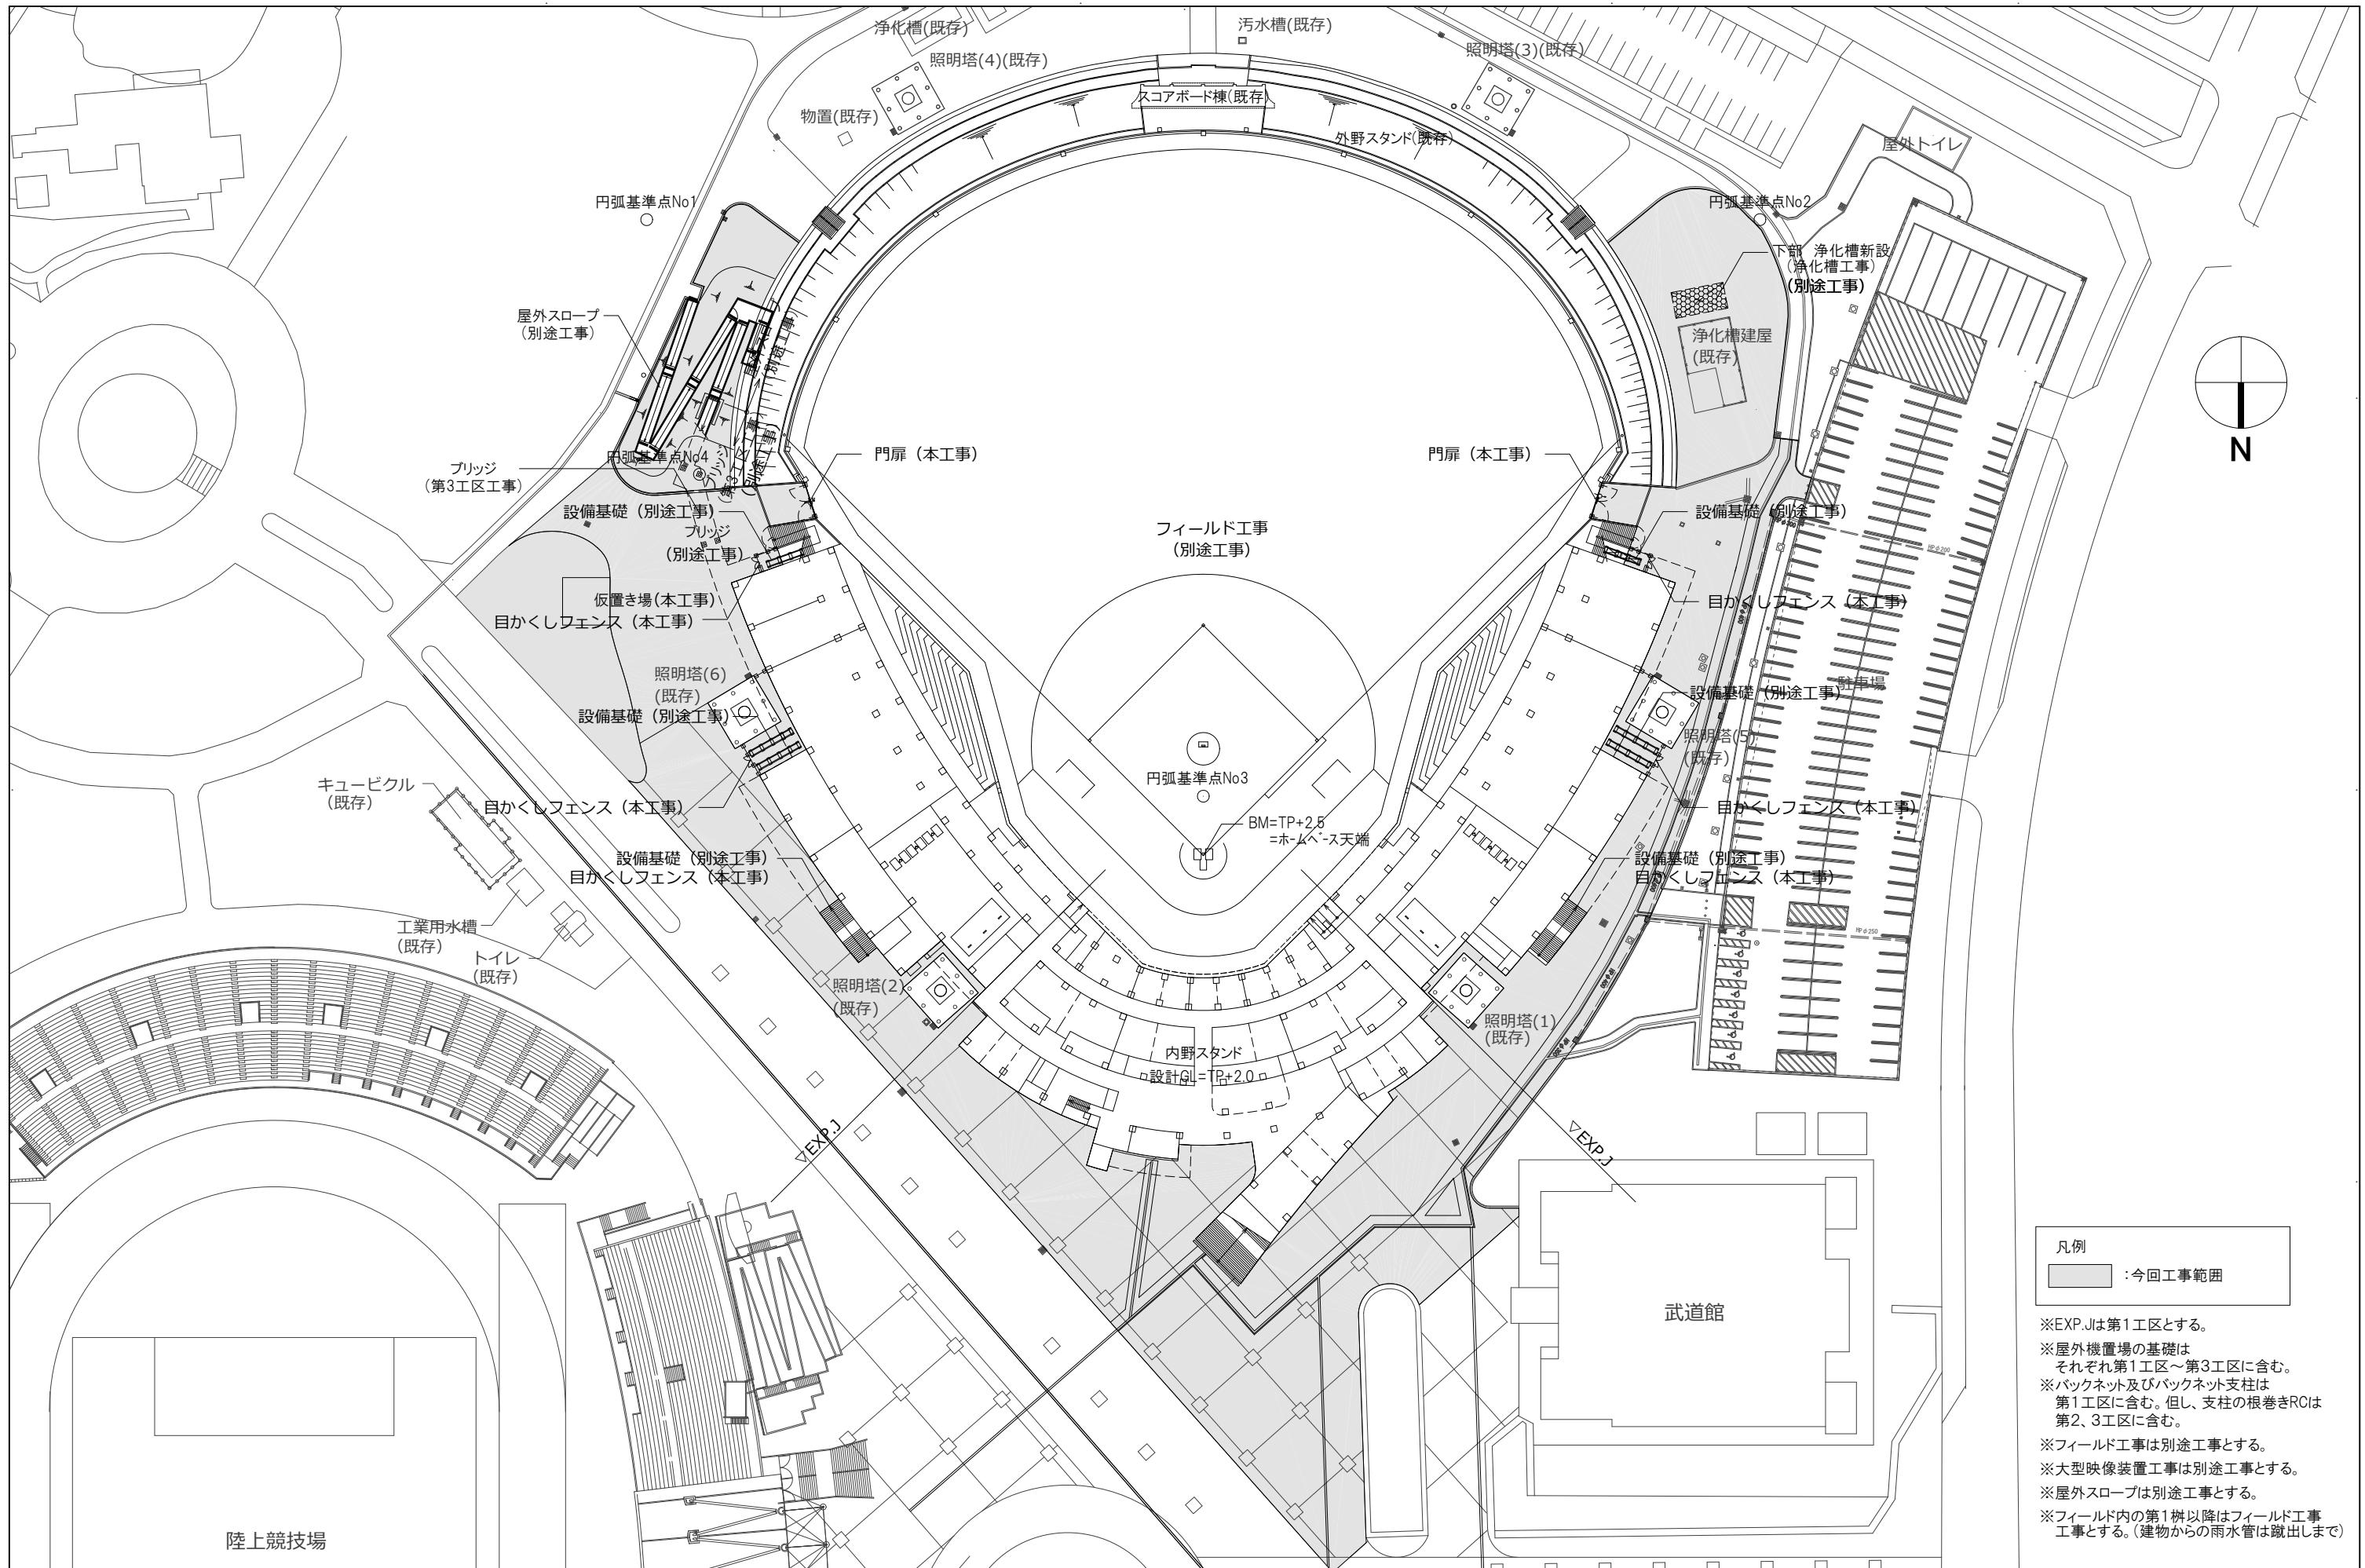 浄化槽(既存)
汚水槽(既存)
照明塔(4)(既存)
照明塔(3)(既存)
スコアボード棟(既存)
物置(既存)
外野スタンド(既存)
屋外トイレ
円弧基準点No1
円弧基準点No2
下部 浄化槽新設
(浄化槽工事)
(別途工事)
屋外スロープ
(別途工事)
(別途工事)
浄化槽建屋
(既存)
N
円弧基準点No4
門扉（本工事）
門扉（本工事）
ブリッジ
(第3工区工事)
ブリッジ
(第3工区工事)
(別途工事)
設備基礎（別途工事）
設備基礎（別途工事）
ブリッジ
(別途工事)
フィールド工事
(別途工事)
HPφ200
仮置き場(本工事)
目かくしフェンス（本工事）
目かくしフェンス（本工事）
照明塔(6)
(既存)
設備基礎（別途工事）
設備基礎（別途工事）
駐車場
照明塔(5)
(既存)
円弧基準点No3
キュービクル
(既存)
目かくしフェンス（本工事）
目かくしフェンス（本工事）
BM=TP+2.5
=ホームベース天端
設備基礎（別途工事）
目かくしフェンス（本工事）
設備基礎（別途工事）
目かくしフェンス（本工事）
工業用水槽
(既存)
トイレ
(既存)
HPφ250
照明塔(2)
(既存)
照明塔(1)
(既存)
内野スタンド
設計GL=TP+2.0
▽EXP.J
▽EXP.J
武道館
陸上競技場
凡例
:今回工事範囲
※EXP.Jは第1工区とする。
※屋外機置場の基礎は
それぞれ第1工区～第3工区に含む。
※バックネット及びバックネット支柱は
第1工区に含む。但し、支柱の根巻きRCは
第2、3工区に含む。
※フィールド工事は別途工事とする。
※大型映像装置工事は別途工事とする。
※屋外スロープは別途工事とする。
※フィールド内の第1桝以降はフィールド工事
工事とする。(建物からの雨水管は蹴出しまで)